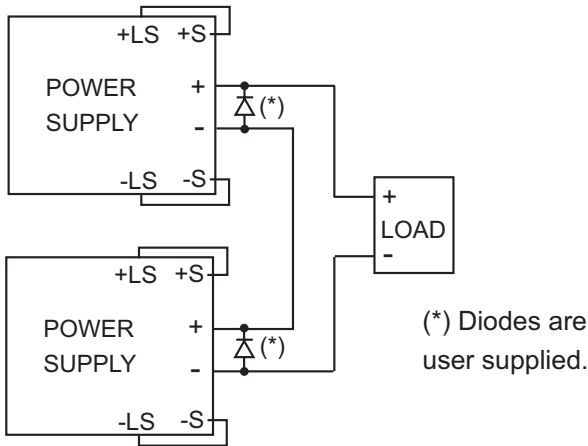 +LS +S
POWER
SUPPLY
+
-
(*)
-LS -S
+
LOAD
-
+LS +S
POWER
SUPPLY
+
-
(*)
-LS -S
(*) Diodes are
user supplied.